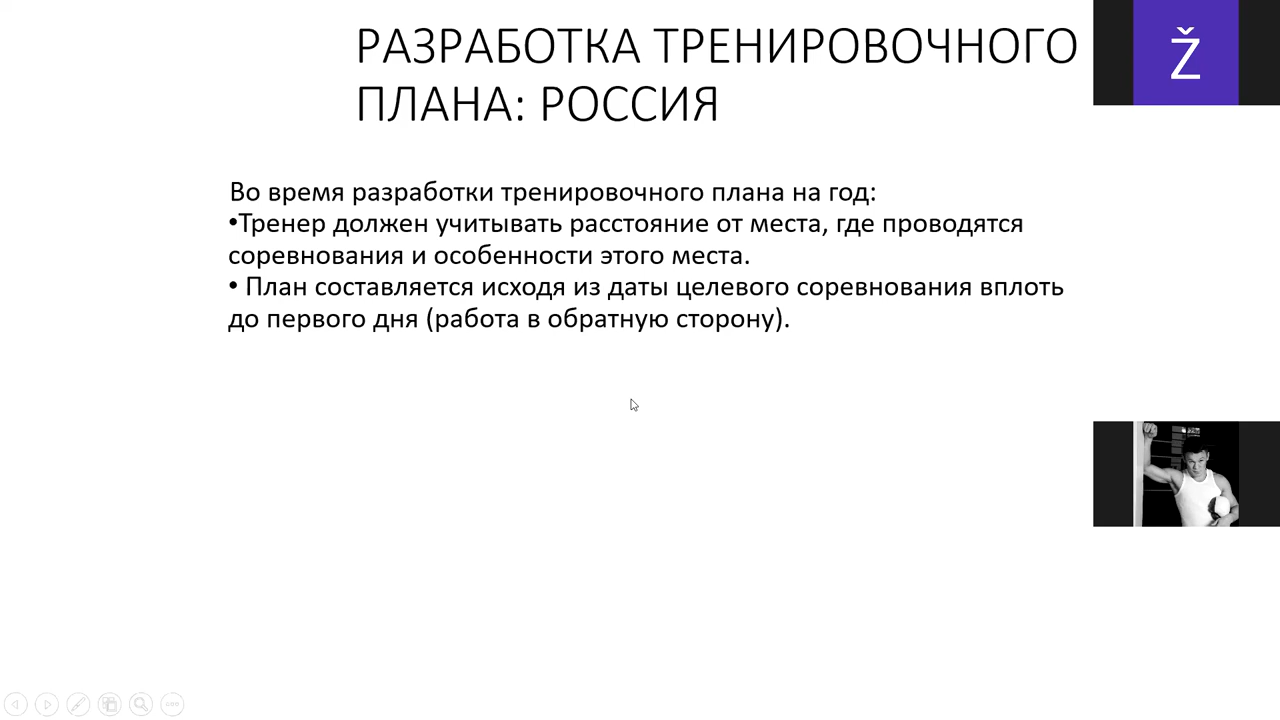 РАЗРАБОТКА ТРЕНИРОВОЧНОГО
ПЛАНА: РОССИЯ
Ž
Во время разработки тренировочного плана на год:
•Тренер должен учитывать расстояние от места, где проводятся
соревнования и особенности этого места.
• План составляется исходя из даты целевого соревнования вплоть
до первого дня (работа в обратную сторону).